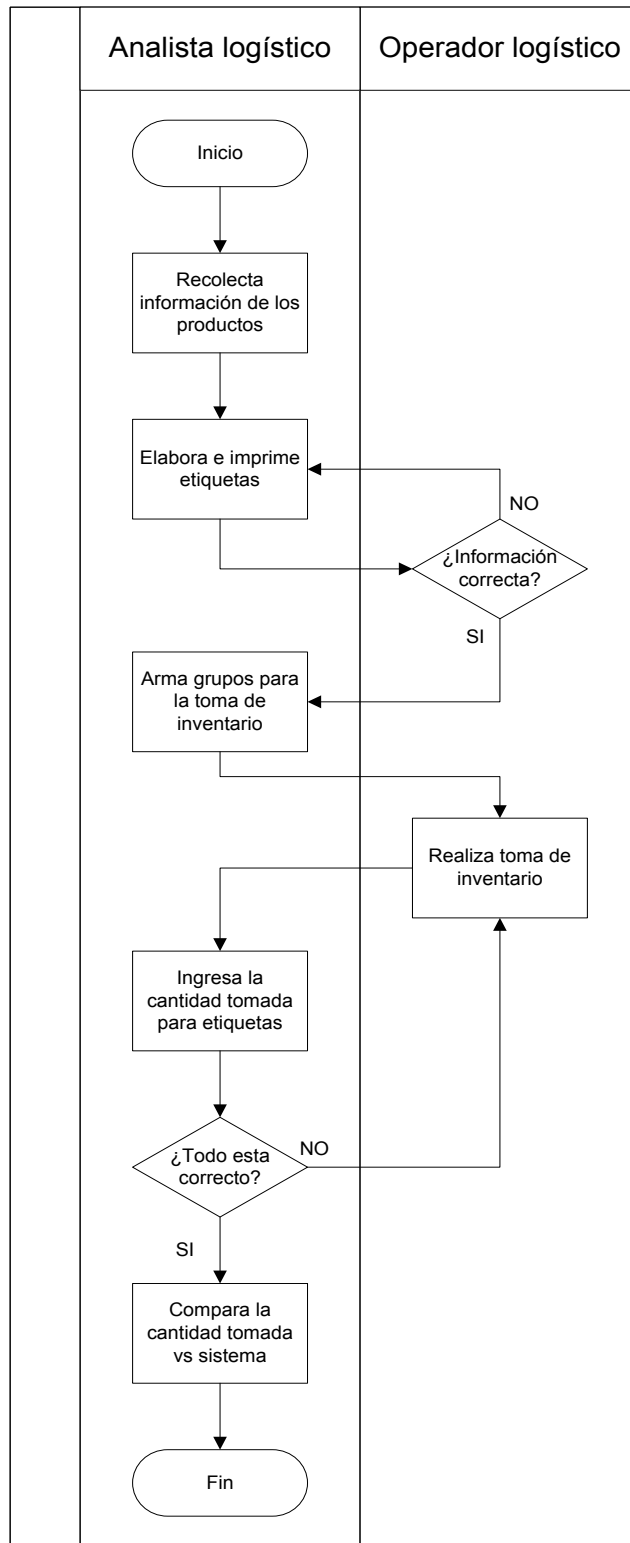 Analista logístico
Operador logístico
Inicio
Recolecta
información de los
productos
Elabora e imprime
etiquetas
NO
¿Información
correcta?
SI
Arma grupos para
la toma de
inventario
Realiza toma de
inventario
Ingresa la
cantidad tomada
para etiquetas
¿Todo esta
correcto?
NO
SI
Compara la
cantidad tomada
vs sistema
Fin